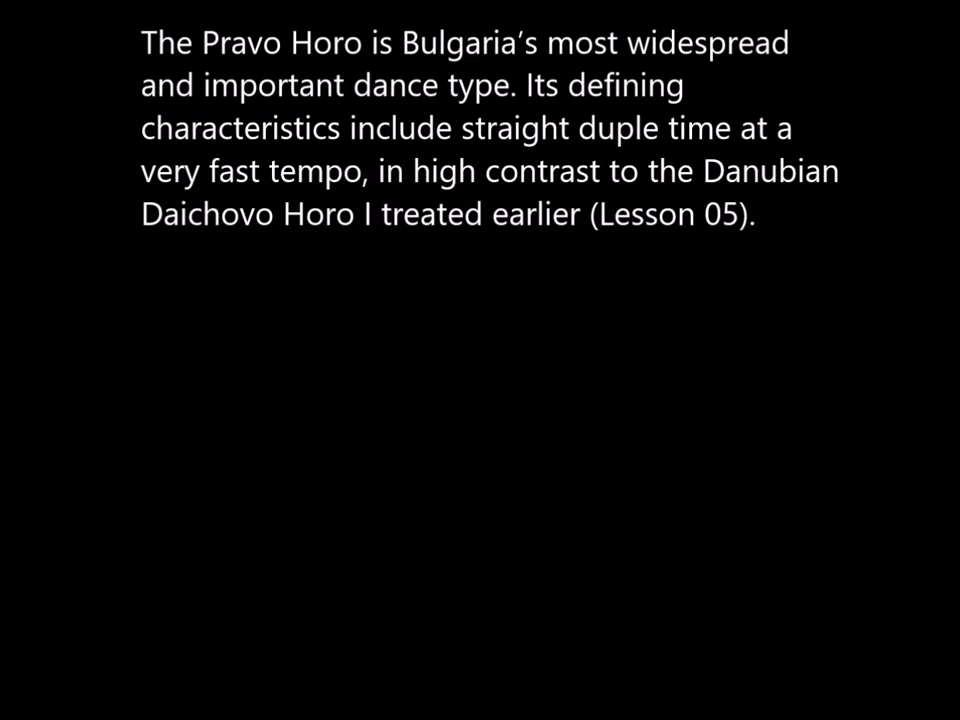 The Pravo Horo is Bulgaria’s most widespread
and important dance type. Its defining
characteristics include straight duple time at a
very fast tempo, in high contrast to the Danubian
Daichovo Horo I treated earlier (Lesson 05).